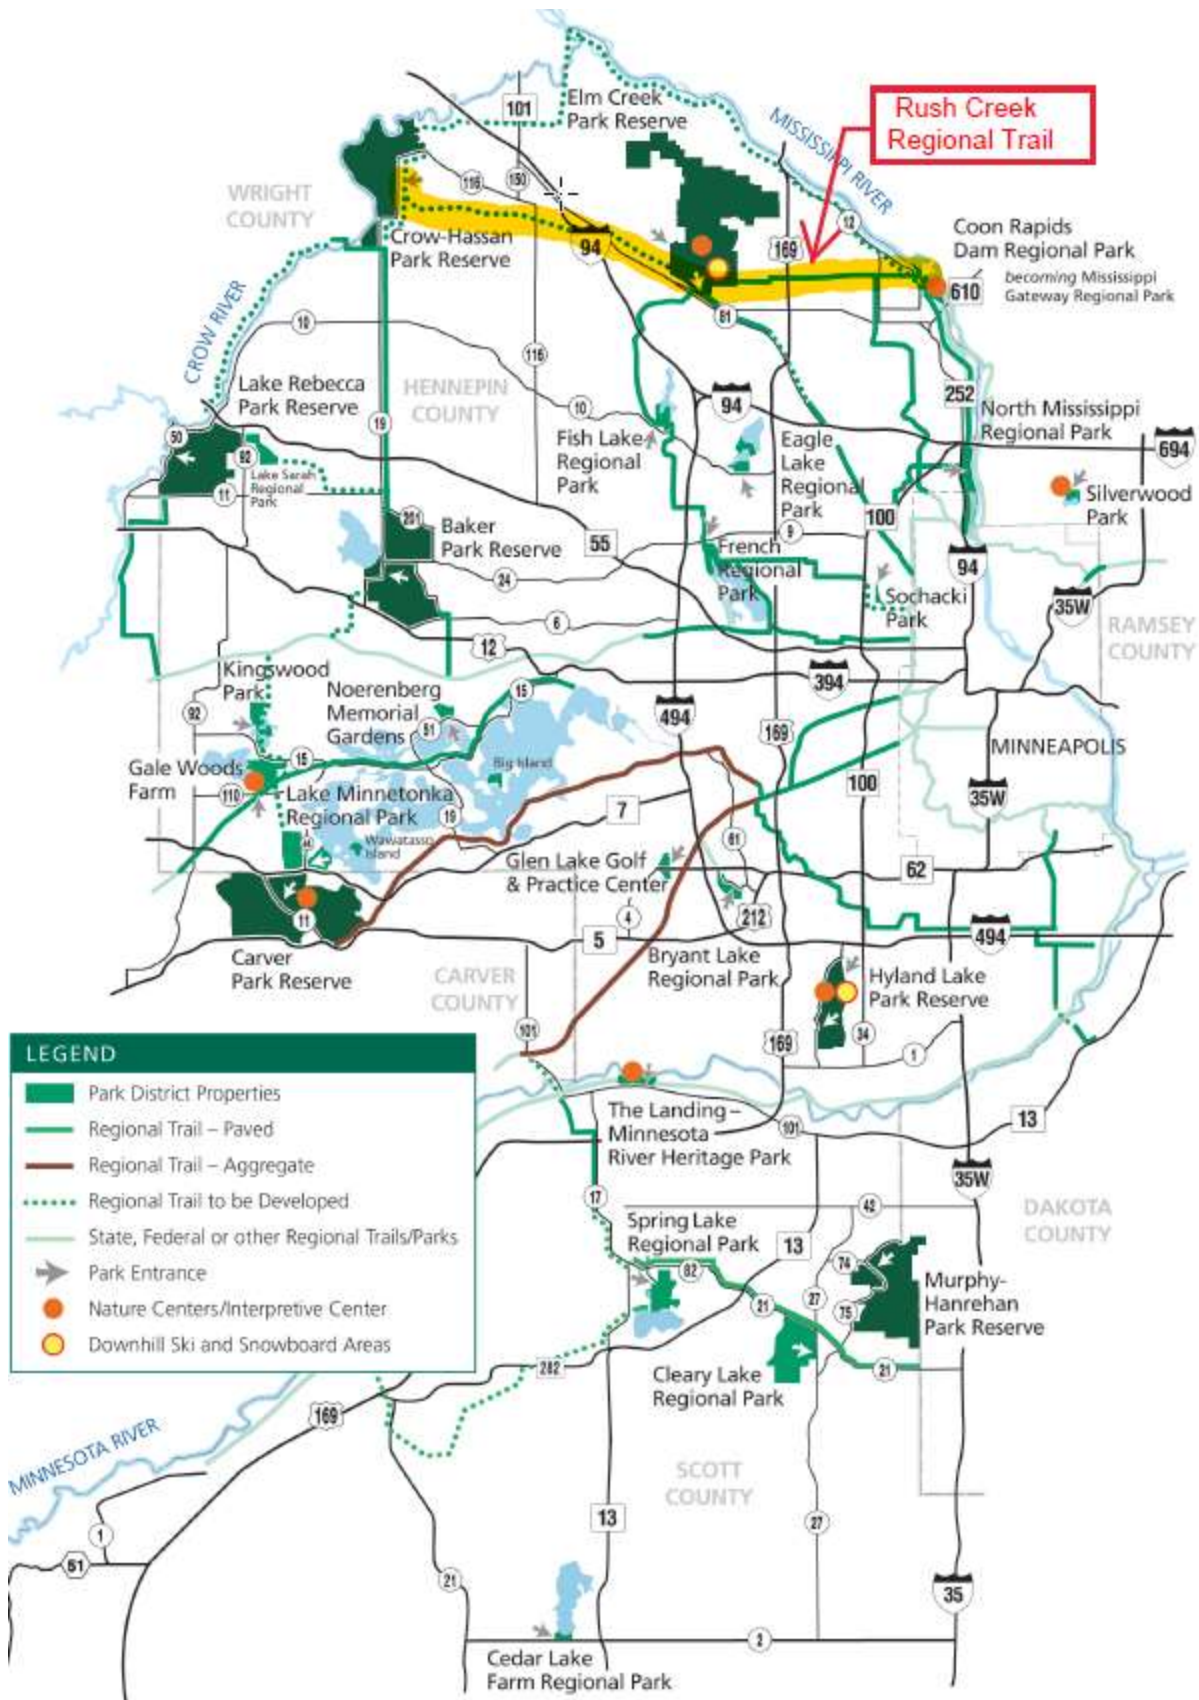 Rush Creek
Regional Trail
MISSISSIPPI RIVER
Elm Creek
Park Reserve
101
116
150
WRIGHT
COUNTY
12
Crow-Hassan
Park Reserve
94
169
Coon Rapids
Dam Regional Park
becoming Mississippi
Gateway Regional Park
610
81
CROW RIVER
10
116
Lake Rebecca
Park Reserve
HENNEPIN
COUNTY
19
10
94
252
North Mississippi
Regional Park
50
92
Lake Sarah
Regional
Park
11
Fish Lake
Regional
Park
Eagle
Lake
Regional
Park
694
Silverwood
Park
201
Baker
Park Reserve
55
100
9
French
Regional
Park
24
94
35W
Sochacki
Park
6
12
RAMSEY
COUNTY
Kingswood
Park
394
92
Noerenberg
Memorial
Gardens
15
51
494
169
MINNEAPOLIS
Gale Woods
Farm
15
Big Island
110
Lake Minnetonka
Regional Park
19
7
100
35W
44
Wawatasso
Island
61
Glen Lake Golf
& Practice Center
62
11
4
212
5
494
Carver
Park Reserve
CARVER
COUNTY
Bryant Lake
Regional Park
Hyland Lake
Park Reserve
101
169
34
1
LEGEND
Park District Properties
Regional Trail – Paved
Regional Trail – Aggregate
Regional Trail to be Developed
State, Federal or other Regional Trails/Parks
Park Entrance
Nature Centers/Interpretive Center
Downhill Ski and Snowboard Areas
The Landing –
Minnesota
River Heritage Park
101
13
35W
17
42
DAKOTA
COUNTY
Spring Lake
Regional Park
13
82
74
21
27
75
Murphy-
Hanrehan
Park Reserve
282
Cleary Lake
Regional Park
21
169
MINNESOTA RIVER
SCOTT
COUNTY
13
27
1
61
21
35
2
Cedar Lake
Farm Regional Park